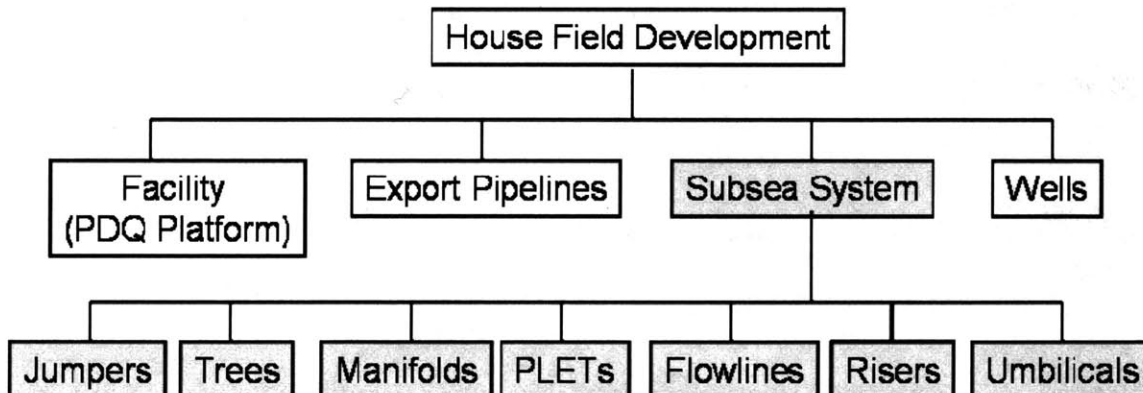 House Field Development
Facility
(PDQ Platform)
Export Pipelines
Subsea System
Wells
Jumpers
Trees
Manifolds
PLETs
Flowlines
Risers
Umbilicals